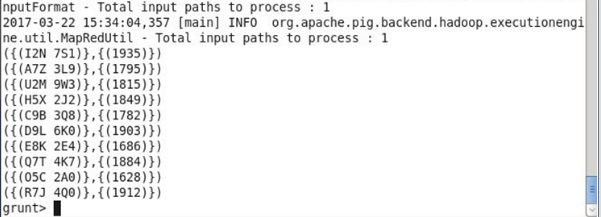 nputFormat - Total input paths to process : 1
2017-03-22 15:34:04,357 [main] INFO  org.apache.pig.backend.hadoop.executionengi
ne.util.MapRedUtil - Total input paths to process : 1
({(I2N 7S1)},{(1935)})
({(A7Z 3L9)},{(1795)})
({(U2M 9W3)},{(1815)})
({(H5X 2J2)},{(1849)})
({(C9B 3Q8)},{(1782)})
({(D9L 6K0)},{(1903)})
({(E8K 2E4)},{(1686)})
({(Q7T 4K7)},{(1884)})
({(O5C 2A0)},{(1628)})
({(R7J 4Q0)},{(1912)})
grunt>